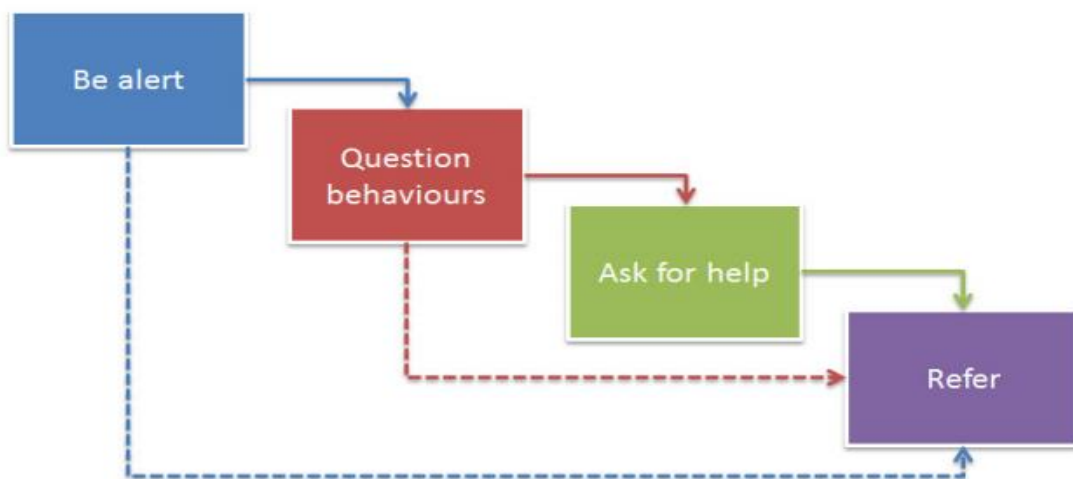 Be alert
Question
behaviours
Ask for help
Refer